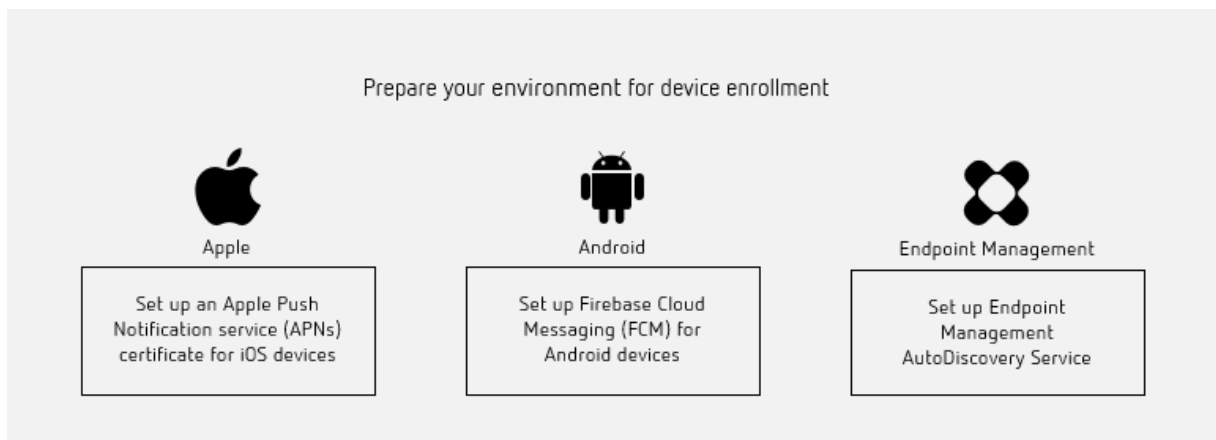 Prepare your environment for device enrollment
Apple
Set up an Apple Push
Notification service (APNs)
certificate for iOS devices
Android
Set up Firebase Cloud
Messaging (FCM) for
Android devices
Endpoint Management
Set up Endpoint
Management
AutoDiscovery Service